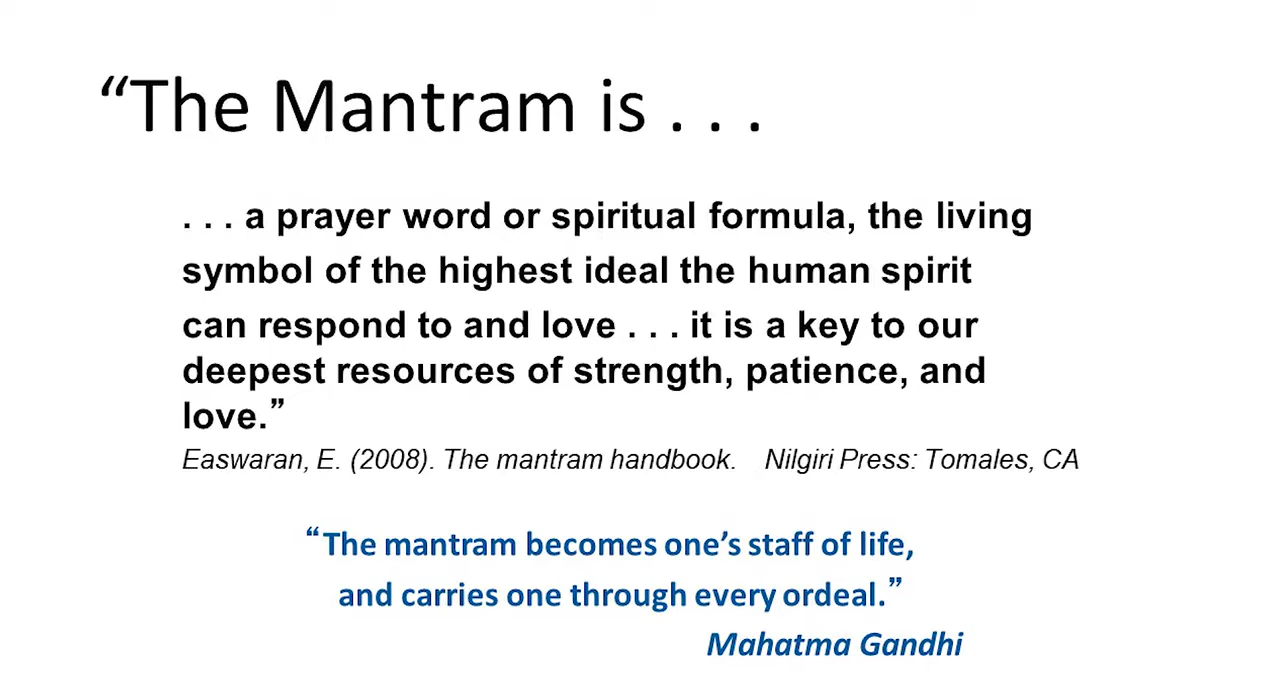 “The Mantram is . . .
. . . a prayer word or spiritual formula, the living
symbol of the highest ideal the human spirit
can respond to and love . . . it is a key to our
deepest resources of strength, patience, and
love.”
Easwaran, E. (2008). The mantram handbook. Nilgiri Press: Tomales, CA
“The mantram becomes one’s staff of life,
and carries one through every ordeal.”
Mahatma Gandhi